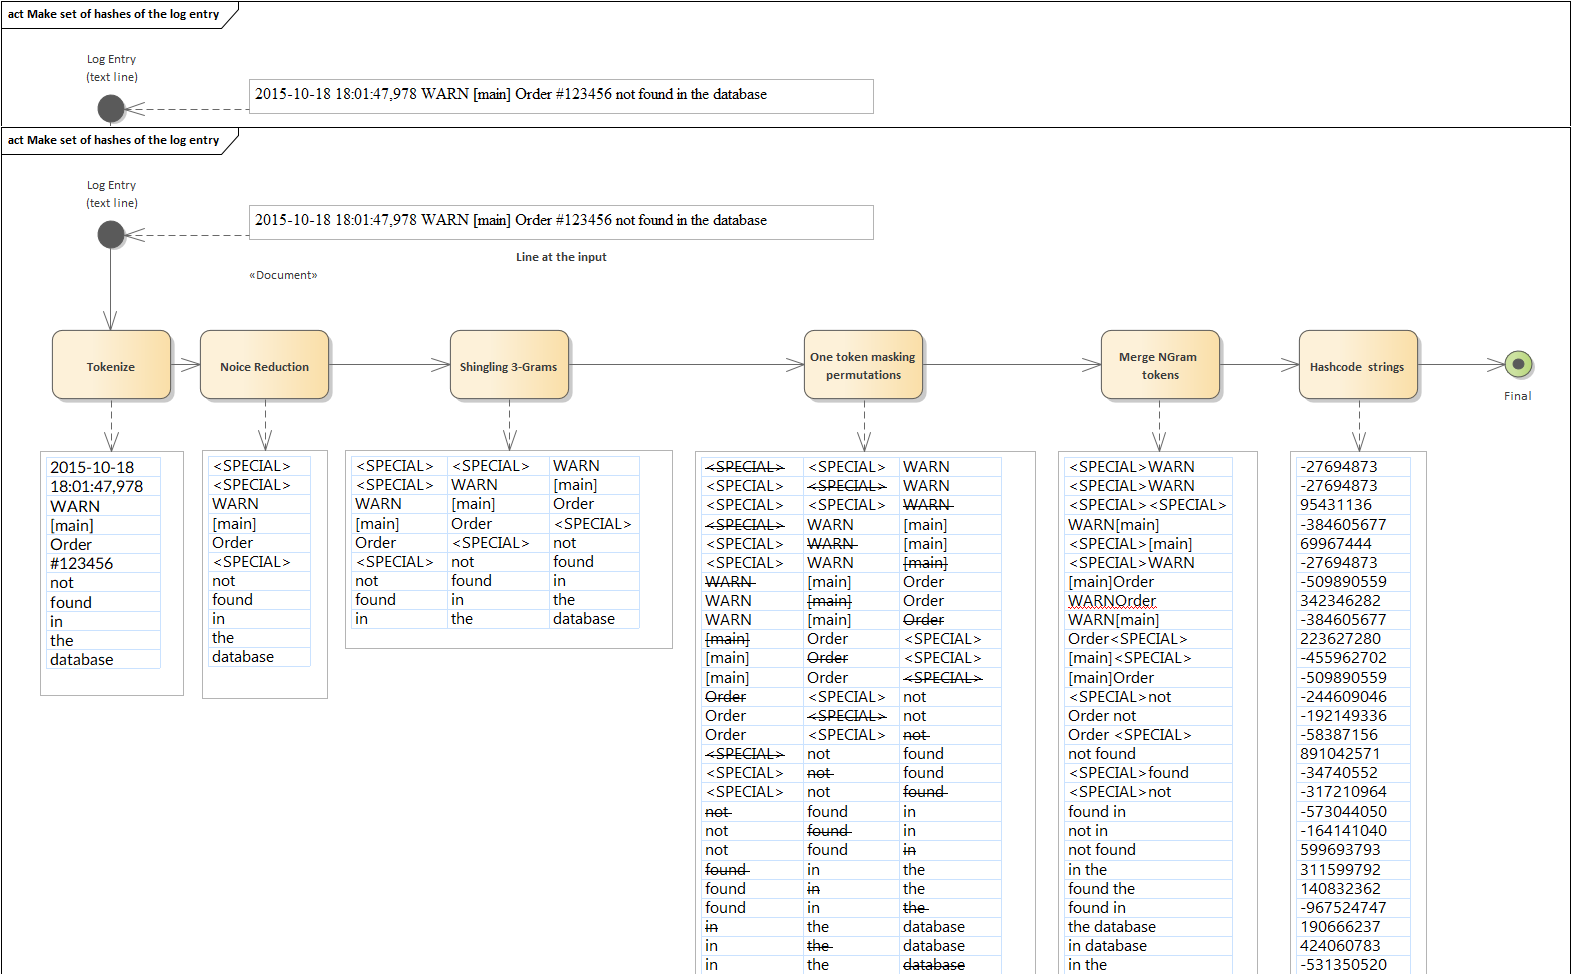 act Make set of hashes of the log entry
Log Entry
(text line)
2015-10-18 18:01:47,978 WARN [main] Order #123456 not found in the database
act Make set of hashes of the log entry
Log Entry
(text line)
2015-10-18 18:01:47,978 WARN [main] Order #123456 not found in the database
Line at the input
«Document»
Tokenize
Noice Reduction
Shingling 3-Grams
One token masking
permutations
Merge NGram
tokens
Hashcode strings
Final
2015-10-18
18:01:47,978
WARN
[main]
Order
#123456
not
found
in
the
database
<SPECIAL>
<SPECIAL>
WARN
[main]
Order
<SPECIAL>
not
found
in
the
database
<SPECIAL> <SPECIAL> WARN
<SPECIAL> WARN [main]
WARN [main] Order
[main] Order <SPECIAL>
Order <SPECIAL> not
<SPECIAL> not found
not found in
found in the
in the database
<SPECIAL> <SPECIAL> WARN
<SPECIAL> <SPECIAL> WARN
<SPECIAL> <SPECIAL> WARN
<SPECIAL> WARN [main]
<SPECIAL> WARN [main]
<SPECIAL> WARN [main]
WARN [main] Order
WARN [main] Order
WARN [main] Order
[main] Order <SPECIAL>
[main] Order <SPECIAL>
[main] Order <SPECIAL>
Order <SPECIAL> not
Order <SPECIAL> not
Order <SPECIAL> not
<SPECIAL> not found
<SPECIAL> not found
<SPECIAL> not found
not found in
not found in
not found in
found in the
found in the
found in the
in the database
in the database
in the database
<SPECIAL>WARN
<SPECIAL>WARN
<SPECIAL><SPECIAL>
WARN[main]
<SPECIAL>[main]
<SPECIAL>WARN
[main]Order
WARNOrder
WARN[main]
Order<SPECIAL>
[main]<SPECIAL>
[main]Order
<SPECIAL>not
Order not
Order <SPECIAL>
not found
<SPECIAL>found
<SPECIAL>not
found in
not in
not found
in the
found the
found in
the database
in database
in the
-27694873
-27694873
95431136
-384605677
69967444
-27694873
-509890559
342346282
-384605677
223627280
-455962702
-509890559
-244609046
-192149336
-58387156
891042571
-34740552
-317210964
-573044050
-164141040
599693793
311599792
140832362
-967524747
190666237
424060783
-531350520